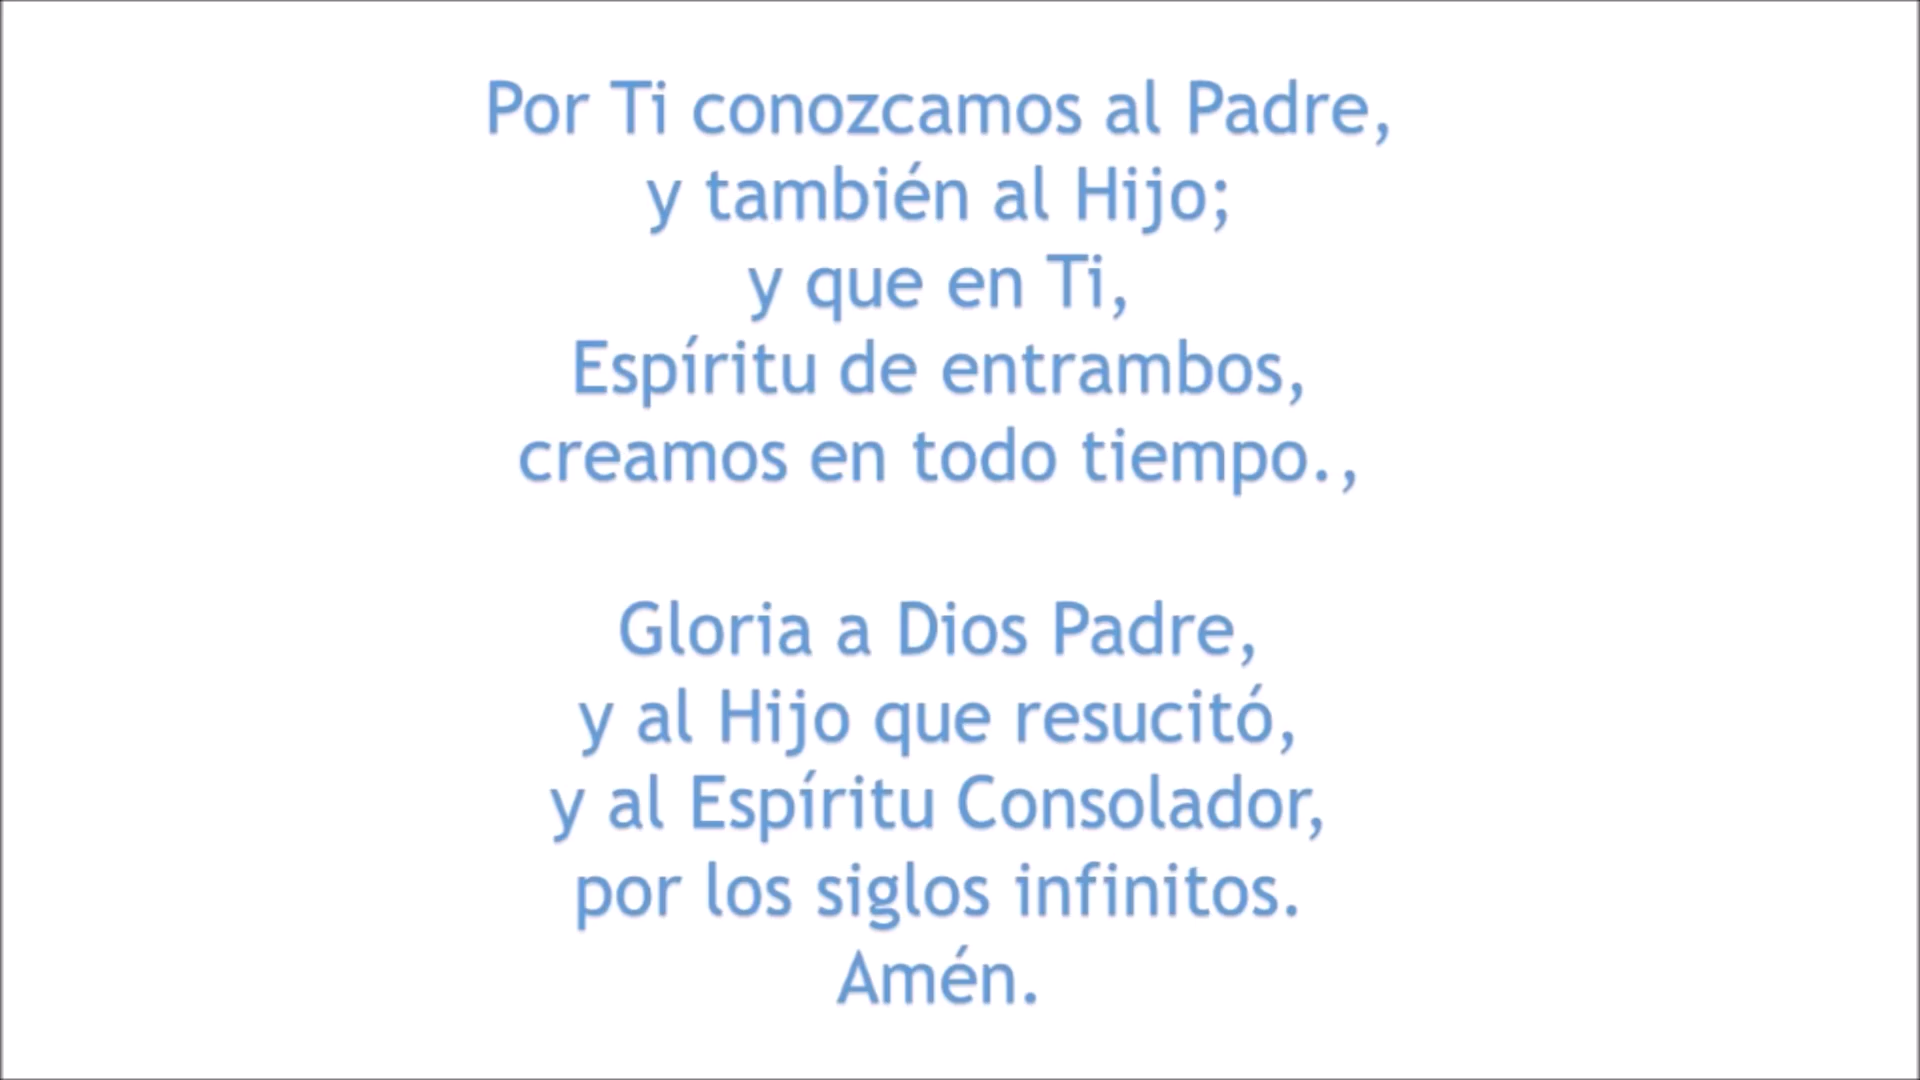 Por Ti conozcamos al Padre,
y también al Hijo;
y que en Ti,
Espíritu de entrambos,
creamos en todo tiempo.,
Gloria a Dios Padre,
y al Hijo que resucitó,
y al Espíritu Consolador,
por los siglos infinitos.
Amén.